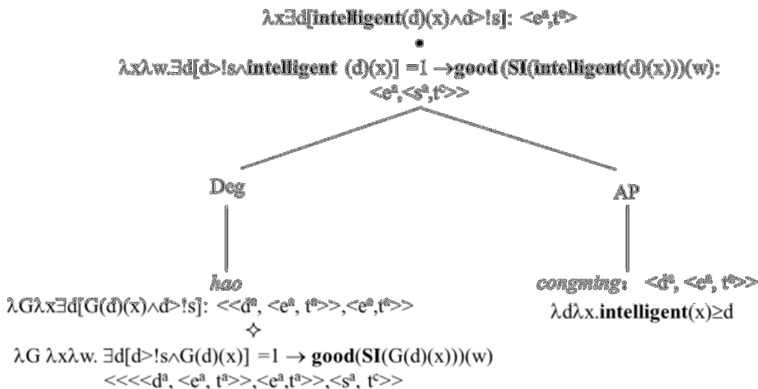 λx∃d[intelligent(d)(x)∧d>!s]: <eᵃ,tᵃ>
•
λxλw.∃d[d>!s∧intelligent (d)(x)] =1 →good (SI(intelligent(d)(x)))(w):
<eᵃ,<sᵃ,tᶜ>>
Deg AP
hao congming: <dᵃ, <eᵃ, tᵃ>>
λGλx∃d[G(d)(x)∧d>!s]: <<dᵃ, <eᵃ, tᵃ>>,<eᵃ,tᵃ>> λdλx.intelligent(x)≥d
✧
λG λxλw. ∃d[d>!s∧G(d)(x)] =1 → good(SI(G(d)(x)))(w)
<<<<dᵃ, <eᵃ, tᵃ>>,<eᵃ,tᵃ>>,<sᵃ, tᶜ>>